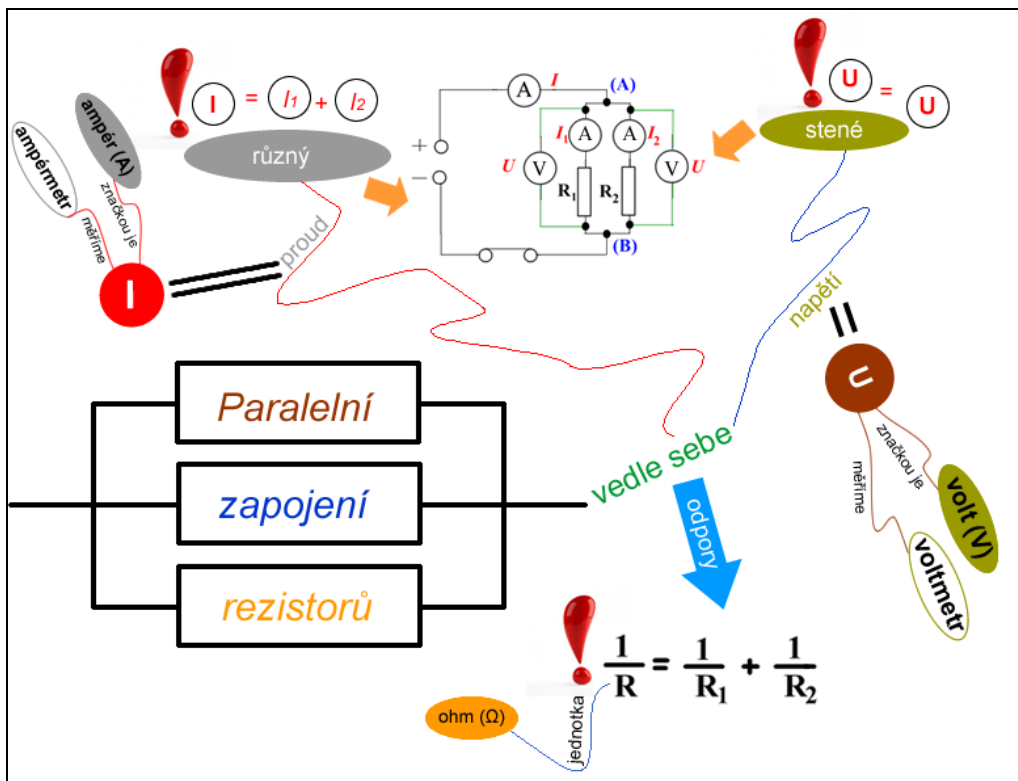 I = I1 + I2
různý
ampér (A)
ampérmetr
značkou je
měříme
I
proud
A
I
(A)
+
−
U
V
I1
A
A
I2
V
U
R1
R2
(B)
U = U
stené
napětí
U
značkou je
měříme
volt (V)
voltmetr
Paralelní
zapojení
rezistorů
vedle sebe
odpory
1/R = 1/R1 + 1/R2
jednotka
ohm (Ω)